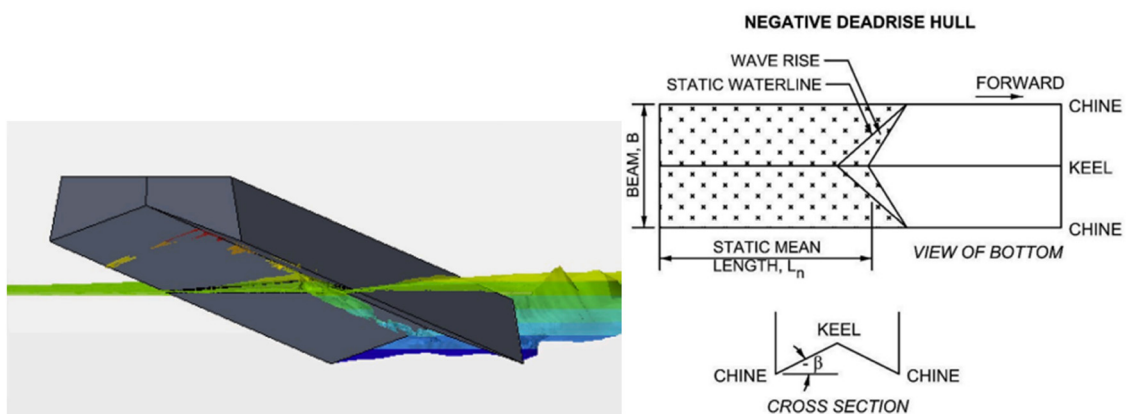 NEGATIVE DEADRISE HULL
WAVE RISE
STATIC WATERLINE
FORWARD
CHINE
BEAM, B
KEEL
CHINE
STATIC MEAN
LENGTH, Ln
VIEW OF BOTTOM
KEEL
- β
CHINE
CHINE
CROSS SECTION